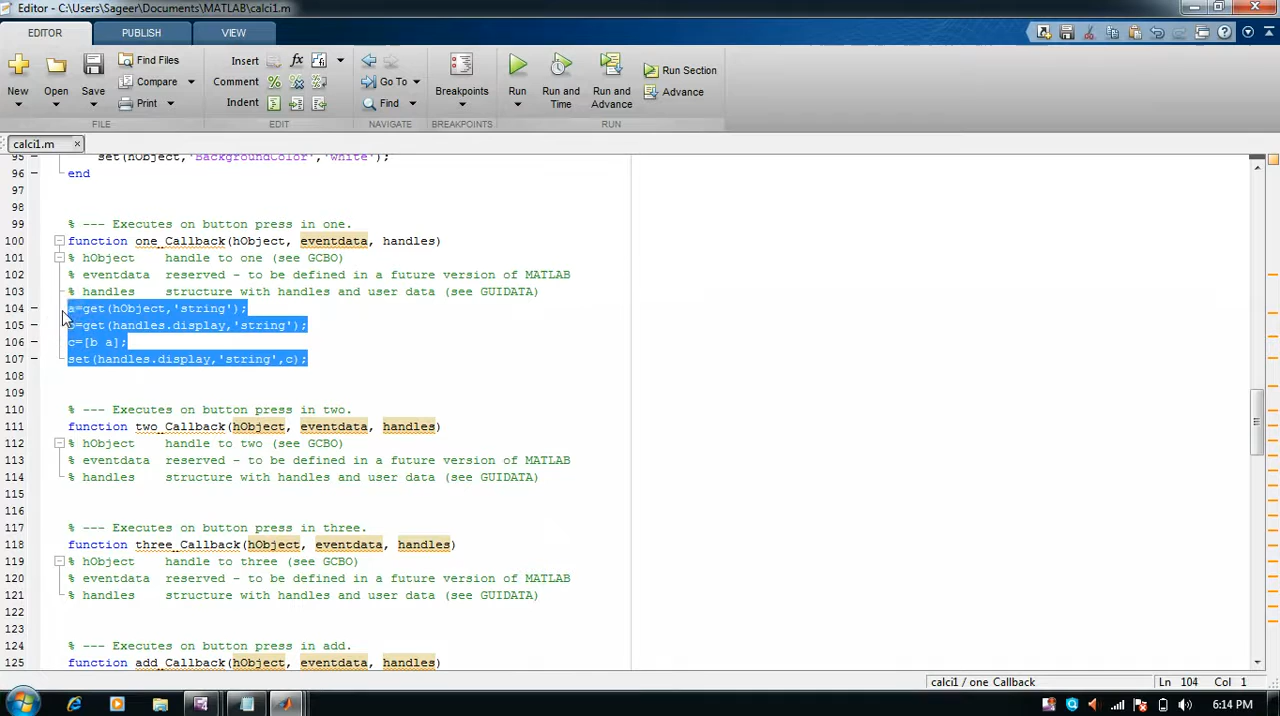 Editor - C:\Users\Sageer\Documents\MATLAB\calci1.m
EDITOR
PUBLISH
VIEW
New
Open
Save
Find Files
Compare
Print
Insert
fx
Comment
Indent
Go To
Find
Breakpoints
Run
Run and
Time
Run and
Advance
Run Section
Advance
FILE
EDIT
NAVIGATE
BREAKPOINTS
RUN
calci1.m ×
95 set(hObject,'BackgroundColor','white');
96 end
97
98
99 % --- Executes on button press in one.
100 function one_Callback(hObject, eventdata, handles)
101 % hObject    handle to one (see GCBO)
102 % eventdata  reserved - to be defined in a future version of MATLAB
103 % handles    structure with handles and user data (see GUIDATA)
104 a=get(hObject,'string');
105 b=get(handles.display,'string');
106 c=[b a];
107 set(handles.display,'string',c);
108
109
110 % --- Executes on button press in two.
111 function two_Callback(hObject, eventdata, handles)
112 % hObject    handle to two (see GCBO)
113 % eventdata  reserved - to be defined in a future version of MATLAB
114 % handles    structure with handles and user data (see GUIDATA)
115
116
117 % --- Executes on button press in three.
118 function three_Callback(hObject, eventdata, handles)
119 % hObject    handle to three (see GCBO)
120 % eventdata  reserved - to be defined in a future version of MATLAB
121 % handles    structure with handles and user data (see GUIDATA)
122
123
124 % --- Executes on button press in add.
125 function add_Callback(hObject, eventdata, handles)
calci1 / one Callback
Ln 104 Col 1
6:14 PM